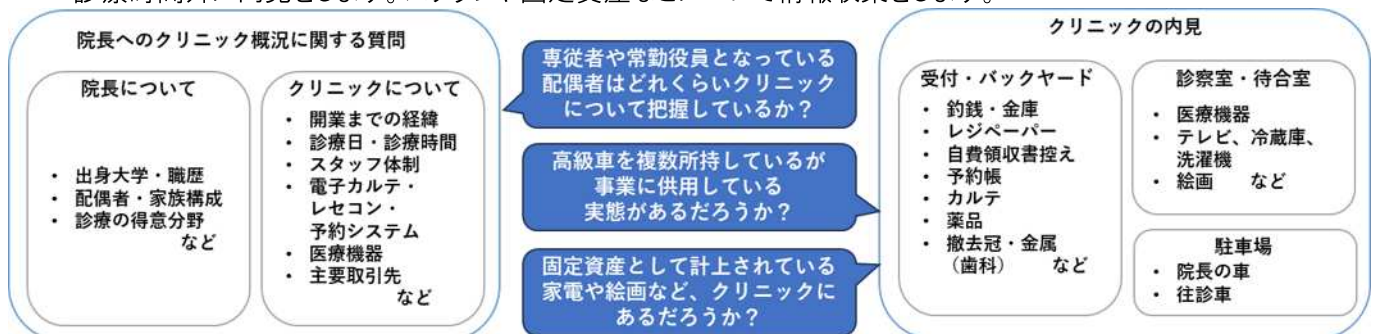 院長へのクリニック概況に関する質問
院長について
・ 出身大学・職歴
・ 配偶者・家族構成
・ 診療の得意分野
など
クリニックについて
・ 開業までの経緯
・ 診療日・診療時間
・ スタッフ体制
・ 電子カルテ・
レセコン・
予約システム
・ 医療機器
・ 主要取引先
など
専従者や常勤役員となっている
配偶者はどれくらいクリニック
について把握しているか？
高級車を複数所持しているが
事業に供用している
実態があるだろうか？
固定資産として計上されている
家電や絵画など、クリニックに
あるだろうか？
クリニックの内見
受付・バックヤード
・ 釣銭・金庫
・ レジペーパー
・ 自費領収書控え
・ 予約帳
・ カルテ
・ 薬品
・ 撤去冠・金属
（歯科） など
診察室・待合室
・ 医療機器
・ テレビ、冷蔵庫、
洗濯機
・ 絵画 など
駐車場
・ 院長の車
・ 往診車